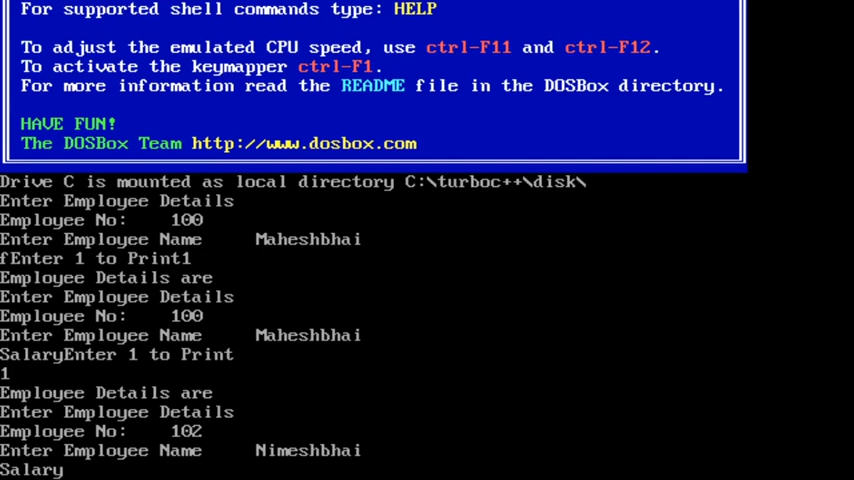 For supported shell commands type: HELP
To adjust the emulated CPU speed, use ctrl-F11 and ctrl-F12.
To activate the keymapper ctrl-F1.
For more information read the README file in the DOSBox directory.
HAVE FUN!
The DOSBox Team http://www.dosbox.com
Drive C is mounted as local directory C:\turboc++\disk\
Enter Employee Details
Employee No:    100
Enter Employee Name     Maheshbhai
fEnter 1 to Print1
Employee Details are
Enter Employee Details
Employee No:    100
Enter Employee Name     Maheshbhai
SalaryEnter 1 to Print
1
Employee Details are
Enter Employee Details
Employee No:    102
Enter Employee Name     Nimeshbhai
Salary